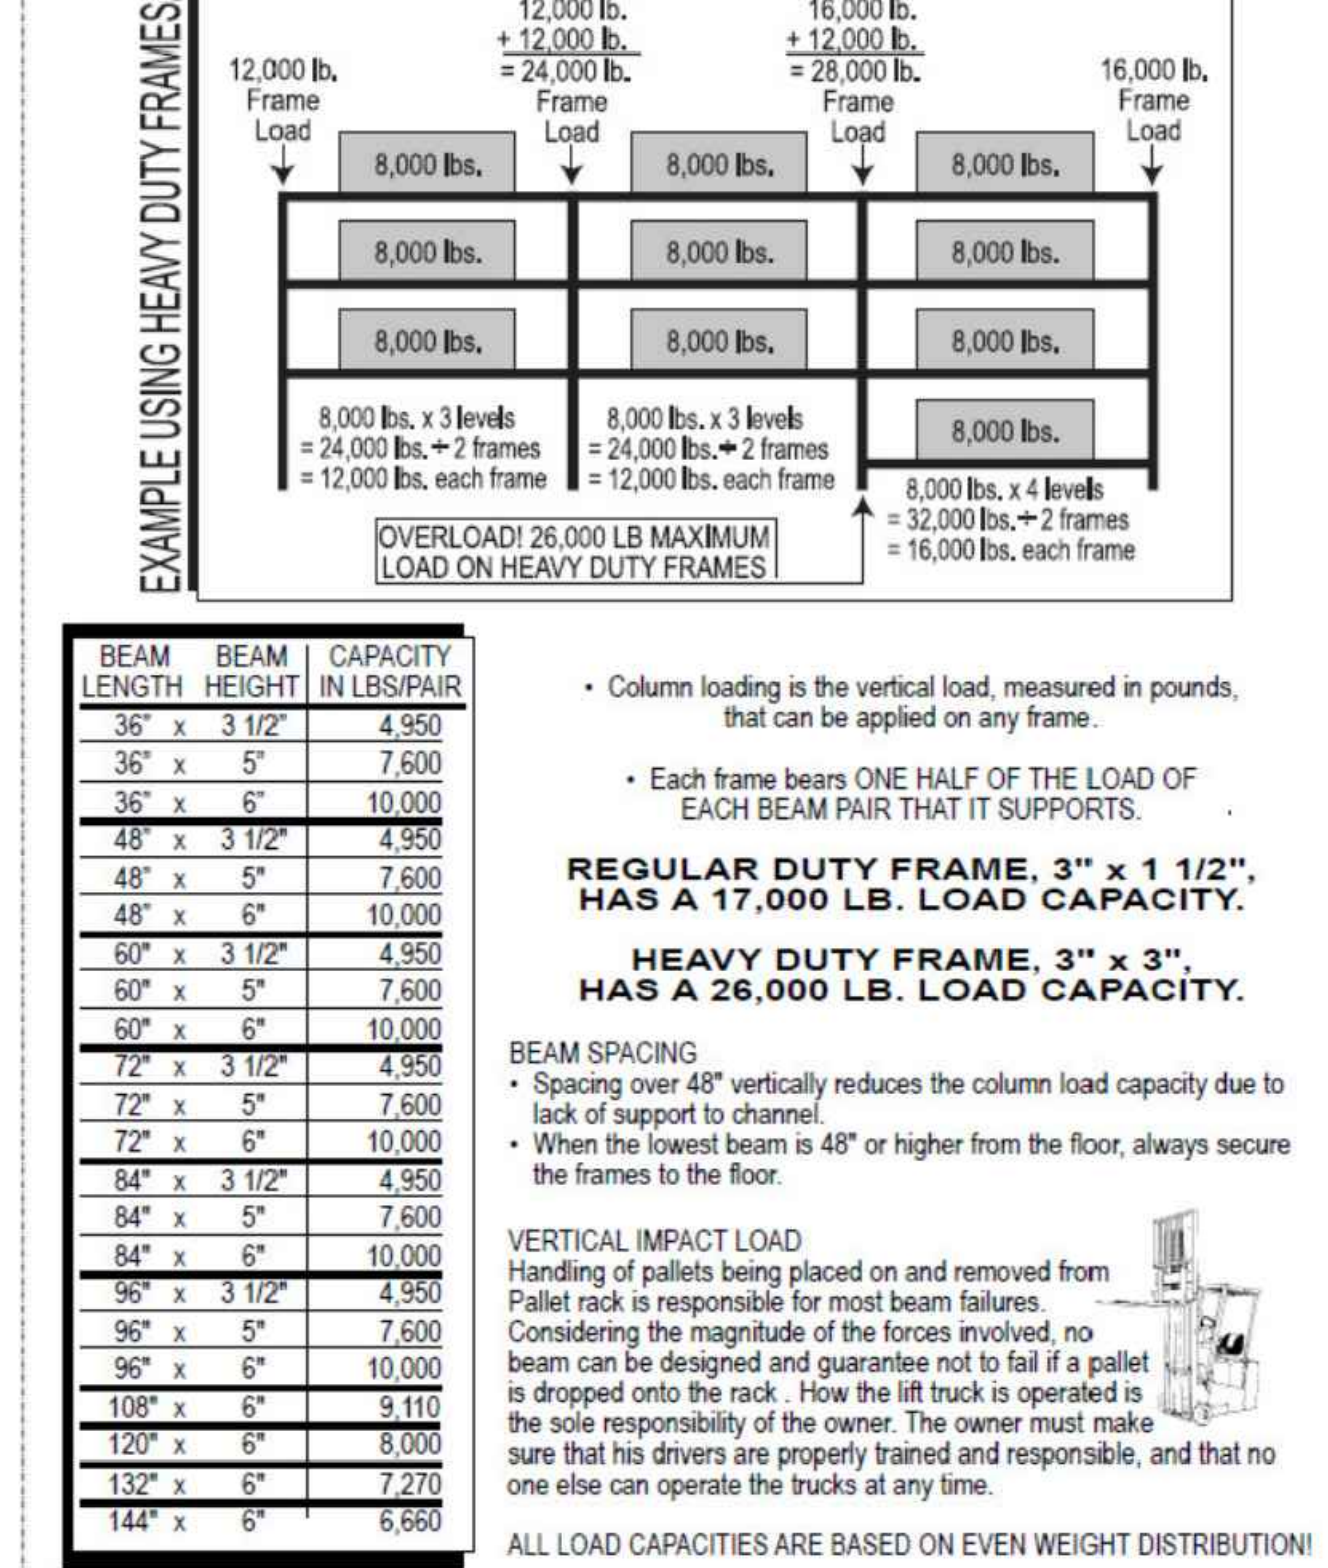 EXAMPLE USING HEAVY DUTY FRAMES
12,000 lb.
Frame
Load
12,000 lb.
+ 12,000 lb.
= 24,000 lb.
Frame
Load
16,000 lb.
+ 12,000 lb.
= 28,000 lb.
Frame
Load
16,000 lb.
Frame
Load
8,000 lbs. 8,000 lbs. 8,000 lbs.
8,000 lbs. 8,000 lbs. 8,000 lbs.
8,000 lbs. 8,000 lbs. 8,000 lbs.
8,000 lbs.
8,000 lbs. x 3 levels
= 24,000 lbs. ÷ 2 frames
= 12,000 lbs. each frame
8,000 lbs. x 3 levels
= 24,000 lbs. ÷ 2 frames
= 12,000 lbs. each frame
8,000 lbs. x 4 levels
= 32,000 lbs. ÷ 2 frames
= 16,000 lbs. each frame
OVERLOAD! 26,000 LB MAXIMUM
LOAD ON HEAVY DUTY FRAMES
BEAM BEAM CAPACITY
LENGTH HEIGHT IN LBS/PAIR
36" x 3 1/2" 4,950
36" x 5" 7,600
36" x 6" 10,000
48" x 3 1/2" 4,950
48" x 5" 7,600
48" x 6" 10,000
60" x 3 1/2" 4,950
60" x 5" 7,600
60" x 6" 10,000
72" x 3 1/2" 4,950
72" x 5" 7,600
72" x 6" 10,000
84" x 3 1/2" 4,950
84" x 5" 7,600
84" x 6" 10,000
96" x 3 1/2" 4,950
96" x 5" 7,600
96" x 6" 10,000
108" x 6" 9,110
120" x 6" 8,000
132" x 6" 7,270
144" x 6" 6,660
• Column loading is the vertical load, measured in pounds,
that can be applied on any frame.
• Each frame bears ONE HALF OF THE LOAD OF
EACH BEAM PAIR THAT IT SUPPORTS.
REGULAR DUTY FRAME, 3" x 1 1/2",
HAS A 17,000 LB. LOAD CAPACITY.
HEAVY DUTY FRAME, 3" x 3",
HAS A 26,000 LB. LOAD CAPACITY.
BEAM SPACING
• Spacing over 48" vertically reduces the column load capacity due to
lack of support to channel.
• When the lowest beam is 48" or higher from the floor, always secure
the frames to the floor.
VERTICAL IMPACT LOAD
Handling of pallets being placed on and removed from
Pallet rack is responsible for most beam failures.
Considering the magnitude of the forces involved, no
beam can be designed and guarantee not to fail if a pallet
is dropped onto the rack . How the lift truck is operated is
the sole responsibility of the owner. The owner must make
sure that his drivers are properly trained and responsible, and that no
one else can operate the trucks at any time.
ALL LOAD CAPACITIES ARE BASED ON EVEN WEIGHT DISTRIBUTION!